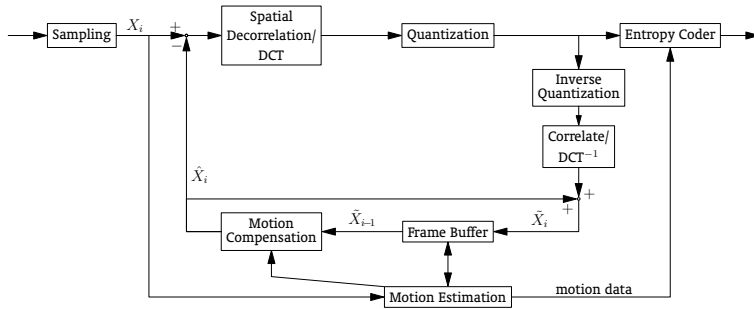 Sampling
X_i
+
−
Spatial
Decorrelation/
DCT
Quantization
Entropy Coder
Inverse
Quantization
Correlate/
DCT⁻¹
X̂_i
+
+
Motion
Compensation
X̃_{i-1}
Frame Buffer
X̃_i
Motion Estimation
motion data